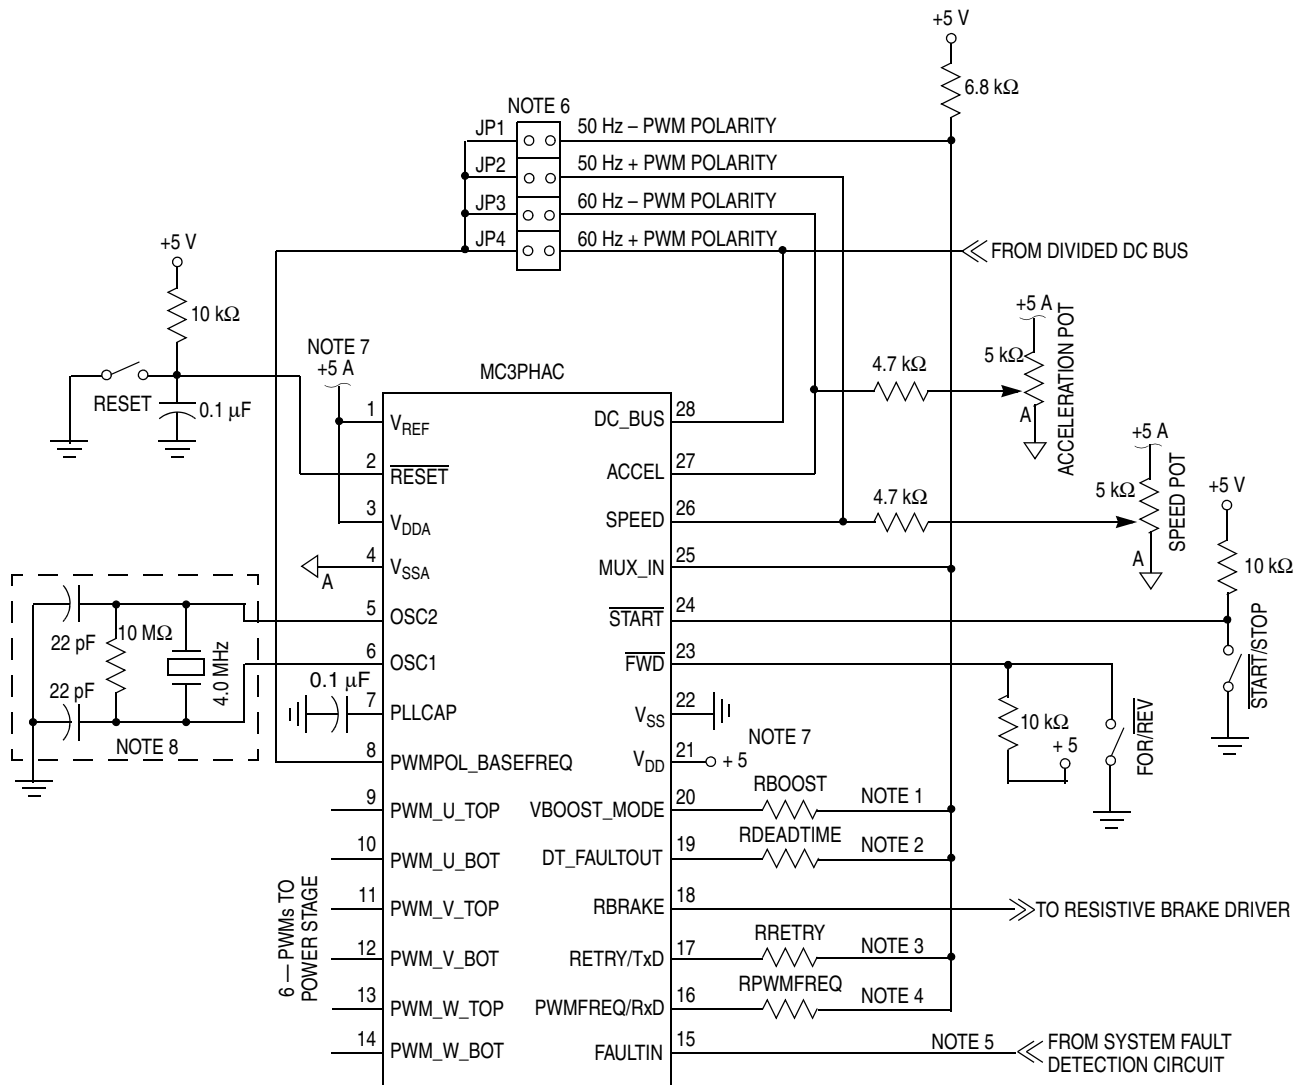 +5 V
6.8 kΩ
NOTE 6
JP1
50 Hz – PWM POLARITY
JP2
50 Hz + PWM POLARITY
JP3
60 Hz – PWM POLARITY
JP4
60 Hz + PWM POLARITY
FROM DIVIDED DC BUS
+5 V
10 kΩ
RESET
0.1 µF
NOTE 7
+5 A
MC3PHAC
4.7 kΩ
+5 A
5 kΩ
A
ACCELERATION POT
4.7 kΩ
+5 A
5 kΩ
A
SPEED POT
+5 V
10 kΩ
START/STOP
1
VREF
2
RESET
3
VDDA
4
VSSA
A
5
OSC2
6
OSC1
7
PLLCAP
8
PWMPOL_BASEFREQ
9
PWM_U_TOP
10
PWM_U_BOT
11
PWM_V_TOP
12
PWM_V_BOT
13
PWM_W_TOP
14
PWM_W_BOT
DC_BUS
28
ACCEL
27
SPEED
26
MUX_IN
25
START
24
FWD
23
VSS
22
VDD
21
+ 5
NOTE 7
VBOOST_MODE
20
RBOOST
NOTE 1
DT_FAULTOUT
19
RDEADTIME
NOTE 2
RBRAKE
18
TO RESISTIVE BRAKE DRIVER
RETRY/TxD
17
RRETRY
NOTE 3
PWMFREQ/RxD
16
RPWMFREQ
NOTE 4
FAULTIN
15
NOTE 5
FROM SYSTEM FAULT
DETECTION CIRCUIT
10 kΩ
+ 5
FOR/REV
22 pF
10 MΩ
22 pF
4.0 MHz
NOTE 8
0.1 µF
6 — PWMs TO
POWER STAGE